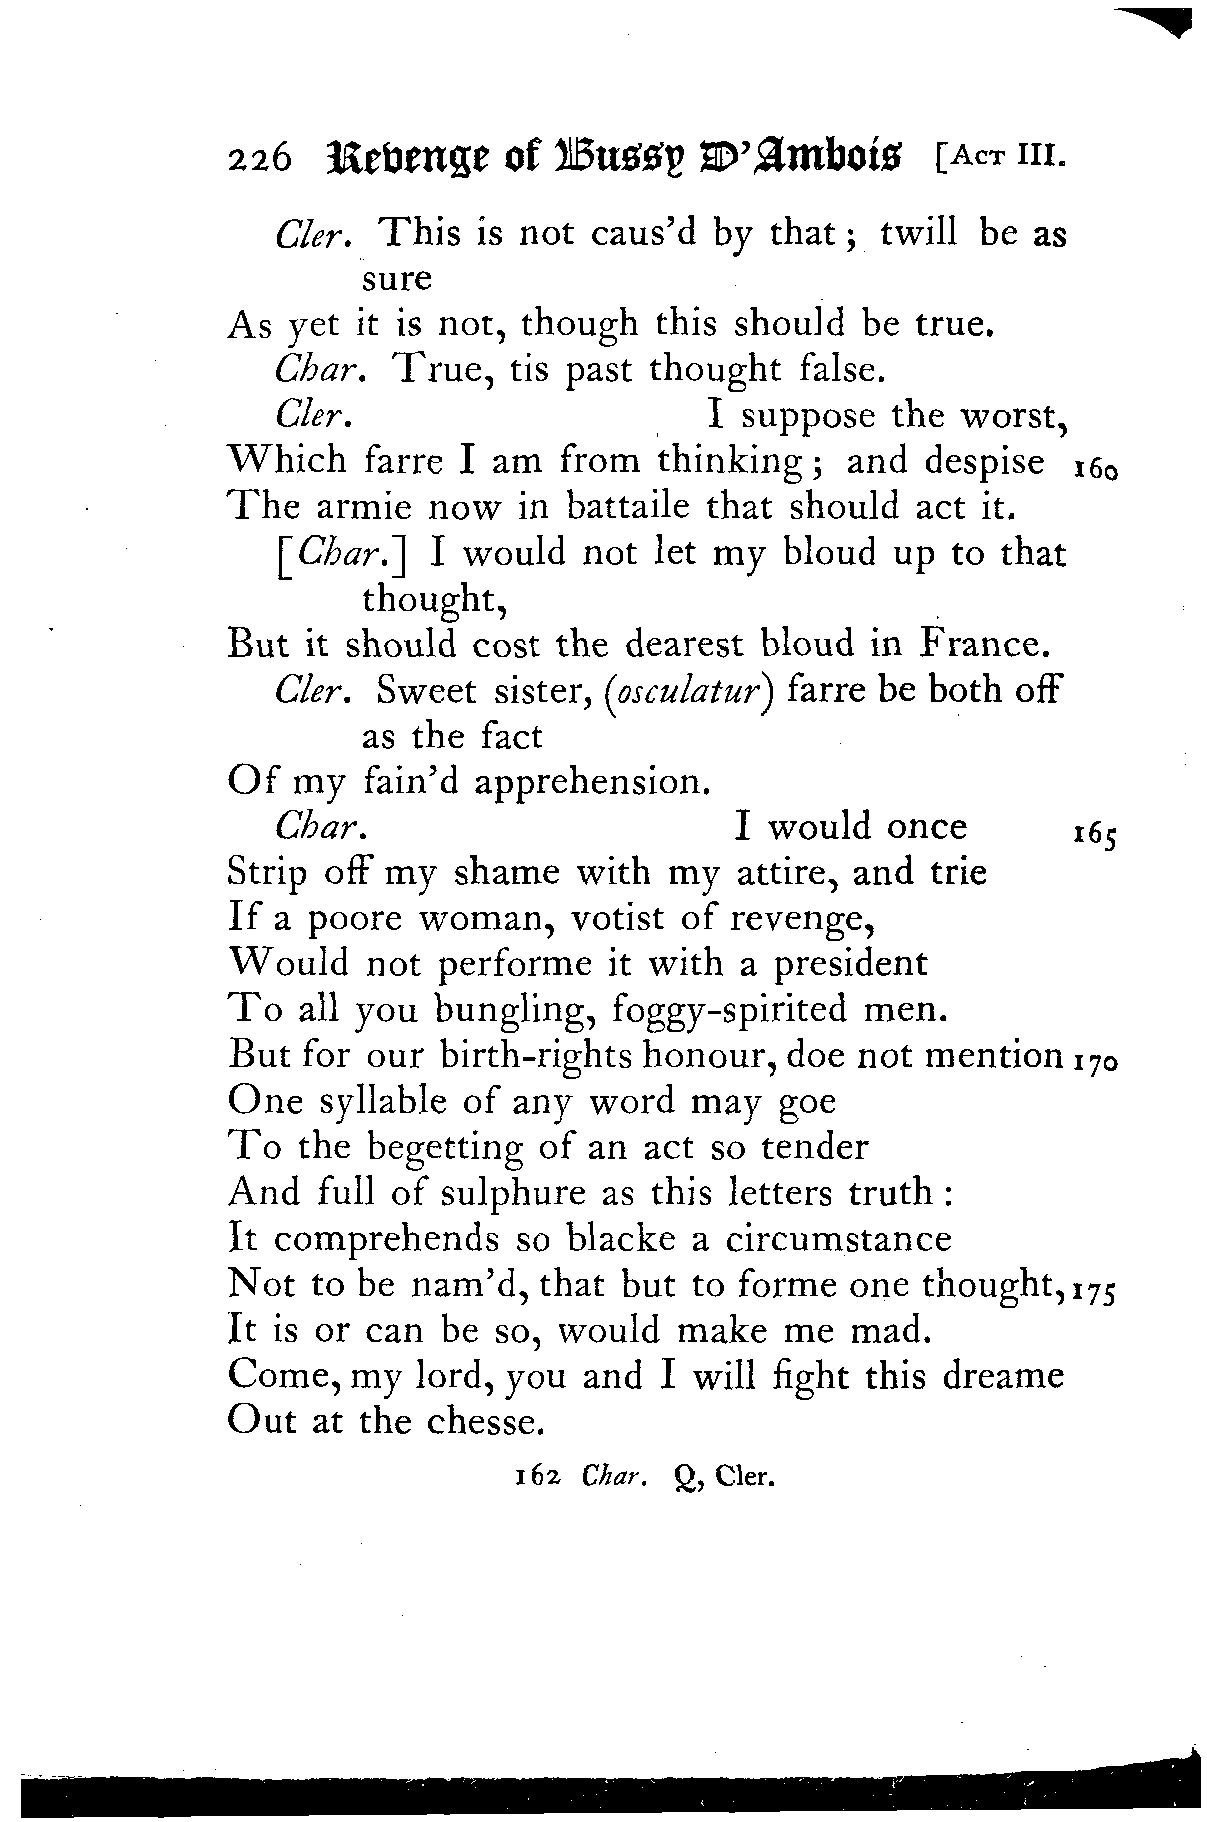 226 Revenge of Bussy D'Ambois [ACT III.
Cler. This is not caus'd by that ; twill be as
sure
As yet it is not, though this should be true.
Char. True, tis past thought false.
Cler. I suppose the worst,
Which farre I am from thinking ; and despise 160
The armie now in battaile that should act it.
[Char.] I would not let my bloud up to that
thought,
But it should cost the dearest bloud in France.
Cler. Sweet sister, (osculatur) farre be both off
as the fact
Of my fain'd apprehension.
Char. I would once 165
Strip off my shame with my attire, and trie
If a poore woman, votist of revenge,
Would not performe it with a president
To all you bungling, foggy-spirited men.
But for our birth-rights honour, doe not mention 170
One syllable of any word may goe
To the begetting of an act so tender
And full of sulphure as this letters truth :
It comprehends so blacke a circumstance
Not to be nam'd, that but to forme one thought, 175
It is or can be so, would make me mad.
Come, my lord, you and I will fight this dreame
Out at the chesse.
162 Char. Q, Cler.